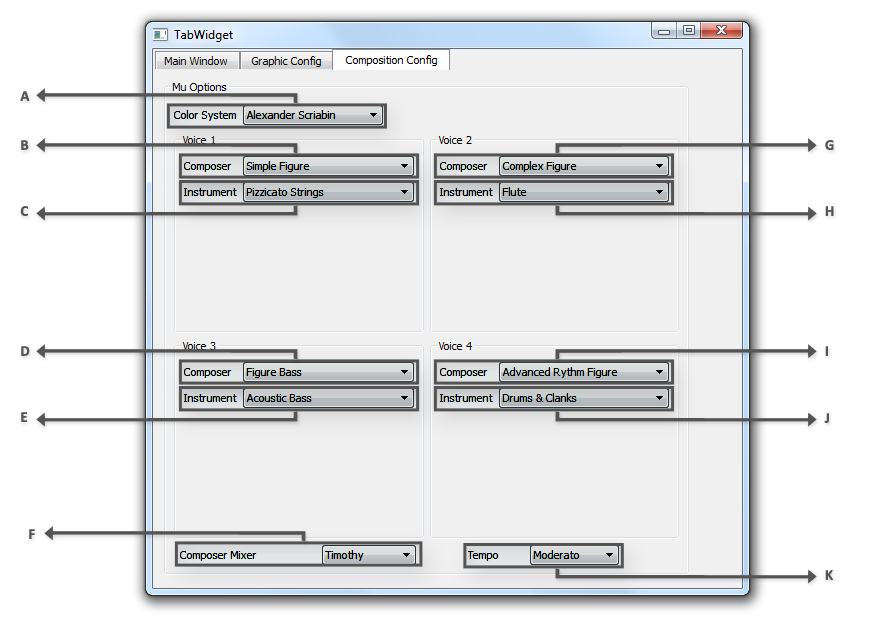 TabWidget
Main Window Graphic Config Composition Config
Mu Options
A
Color System Alexander Scriabin
Voice 1 Voice 2
B G
Composer Simple Figure Composer Complex Figure
Instrument Pizzicato Strings Instrument Flute
C H
Voice 3 Voice 4
D I
Composer Figure Bass Composer Advanced Rythm Figure
Instrument Acoustic Bass Instrument Drums & Clanks
E J
F
Composer Mixer Timothy Tempo Moderato
K